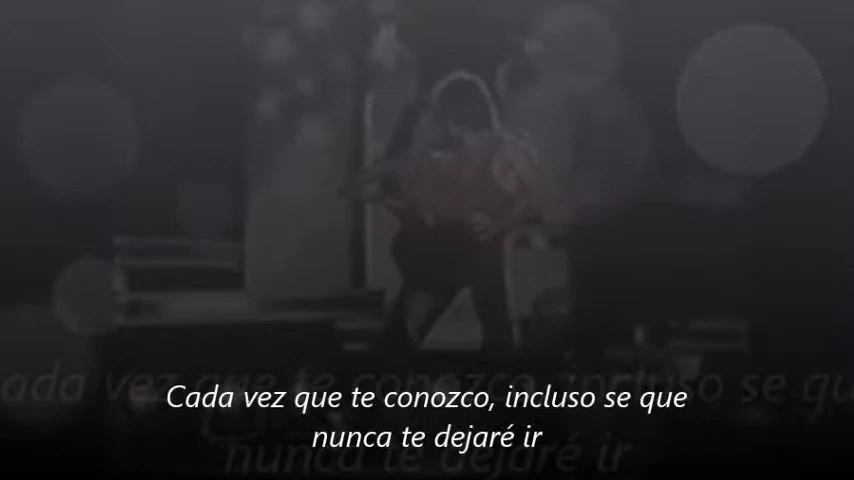 Cada vez que te conozco, incluso se que
nunca te dejaré ir